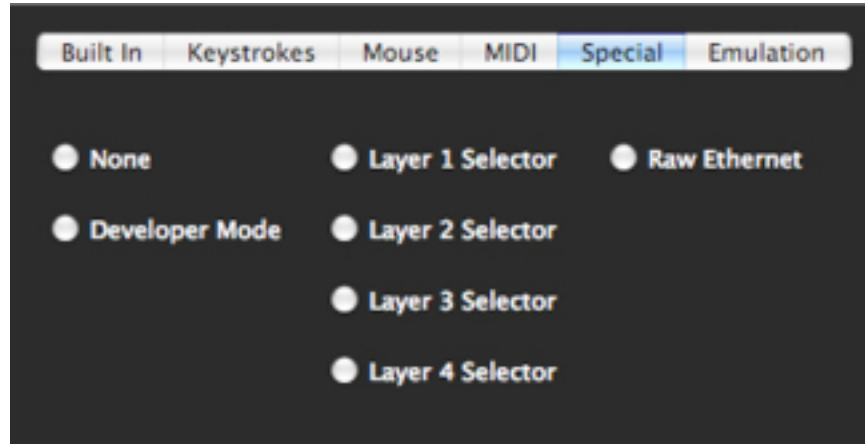 Built In Keystrokes Mouse MIDI Special Emulation
None Layer 1 Selector Raw Ethernet
Developer Mode Layer 2 Selector
Layer 3 Selector
Layer 4 Selector